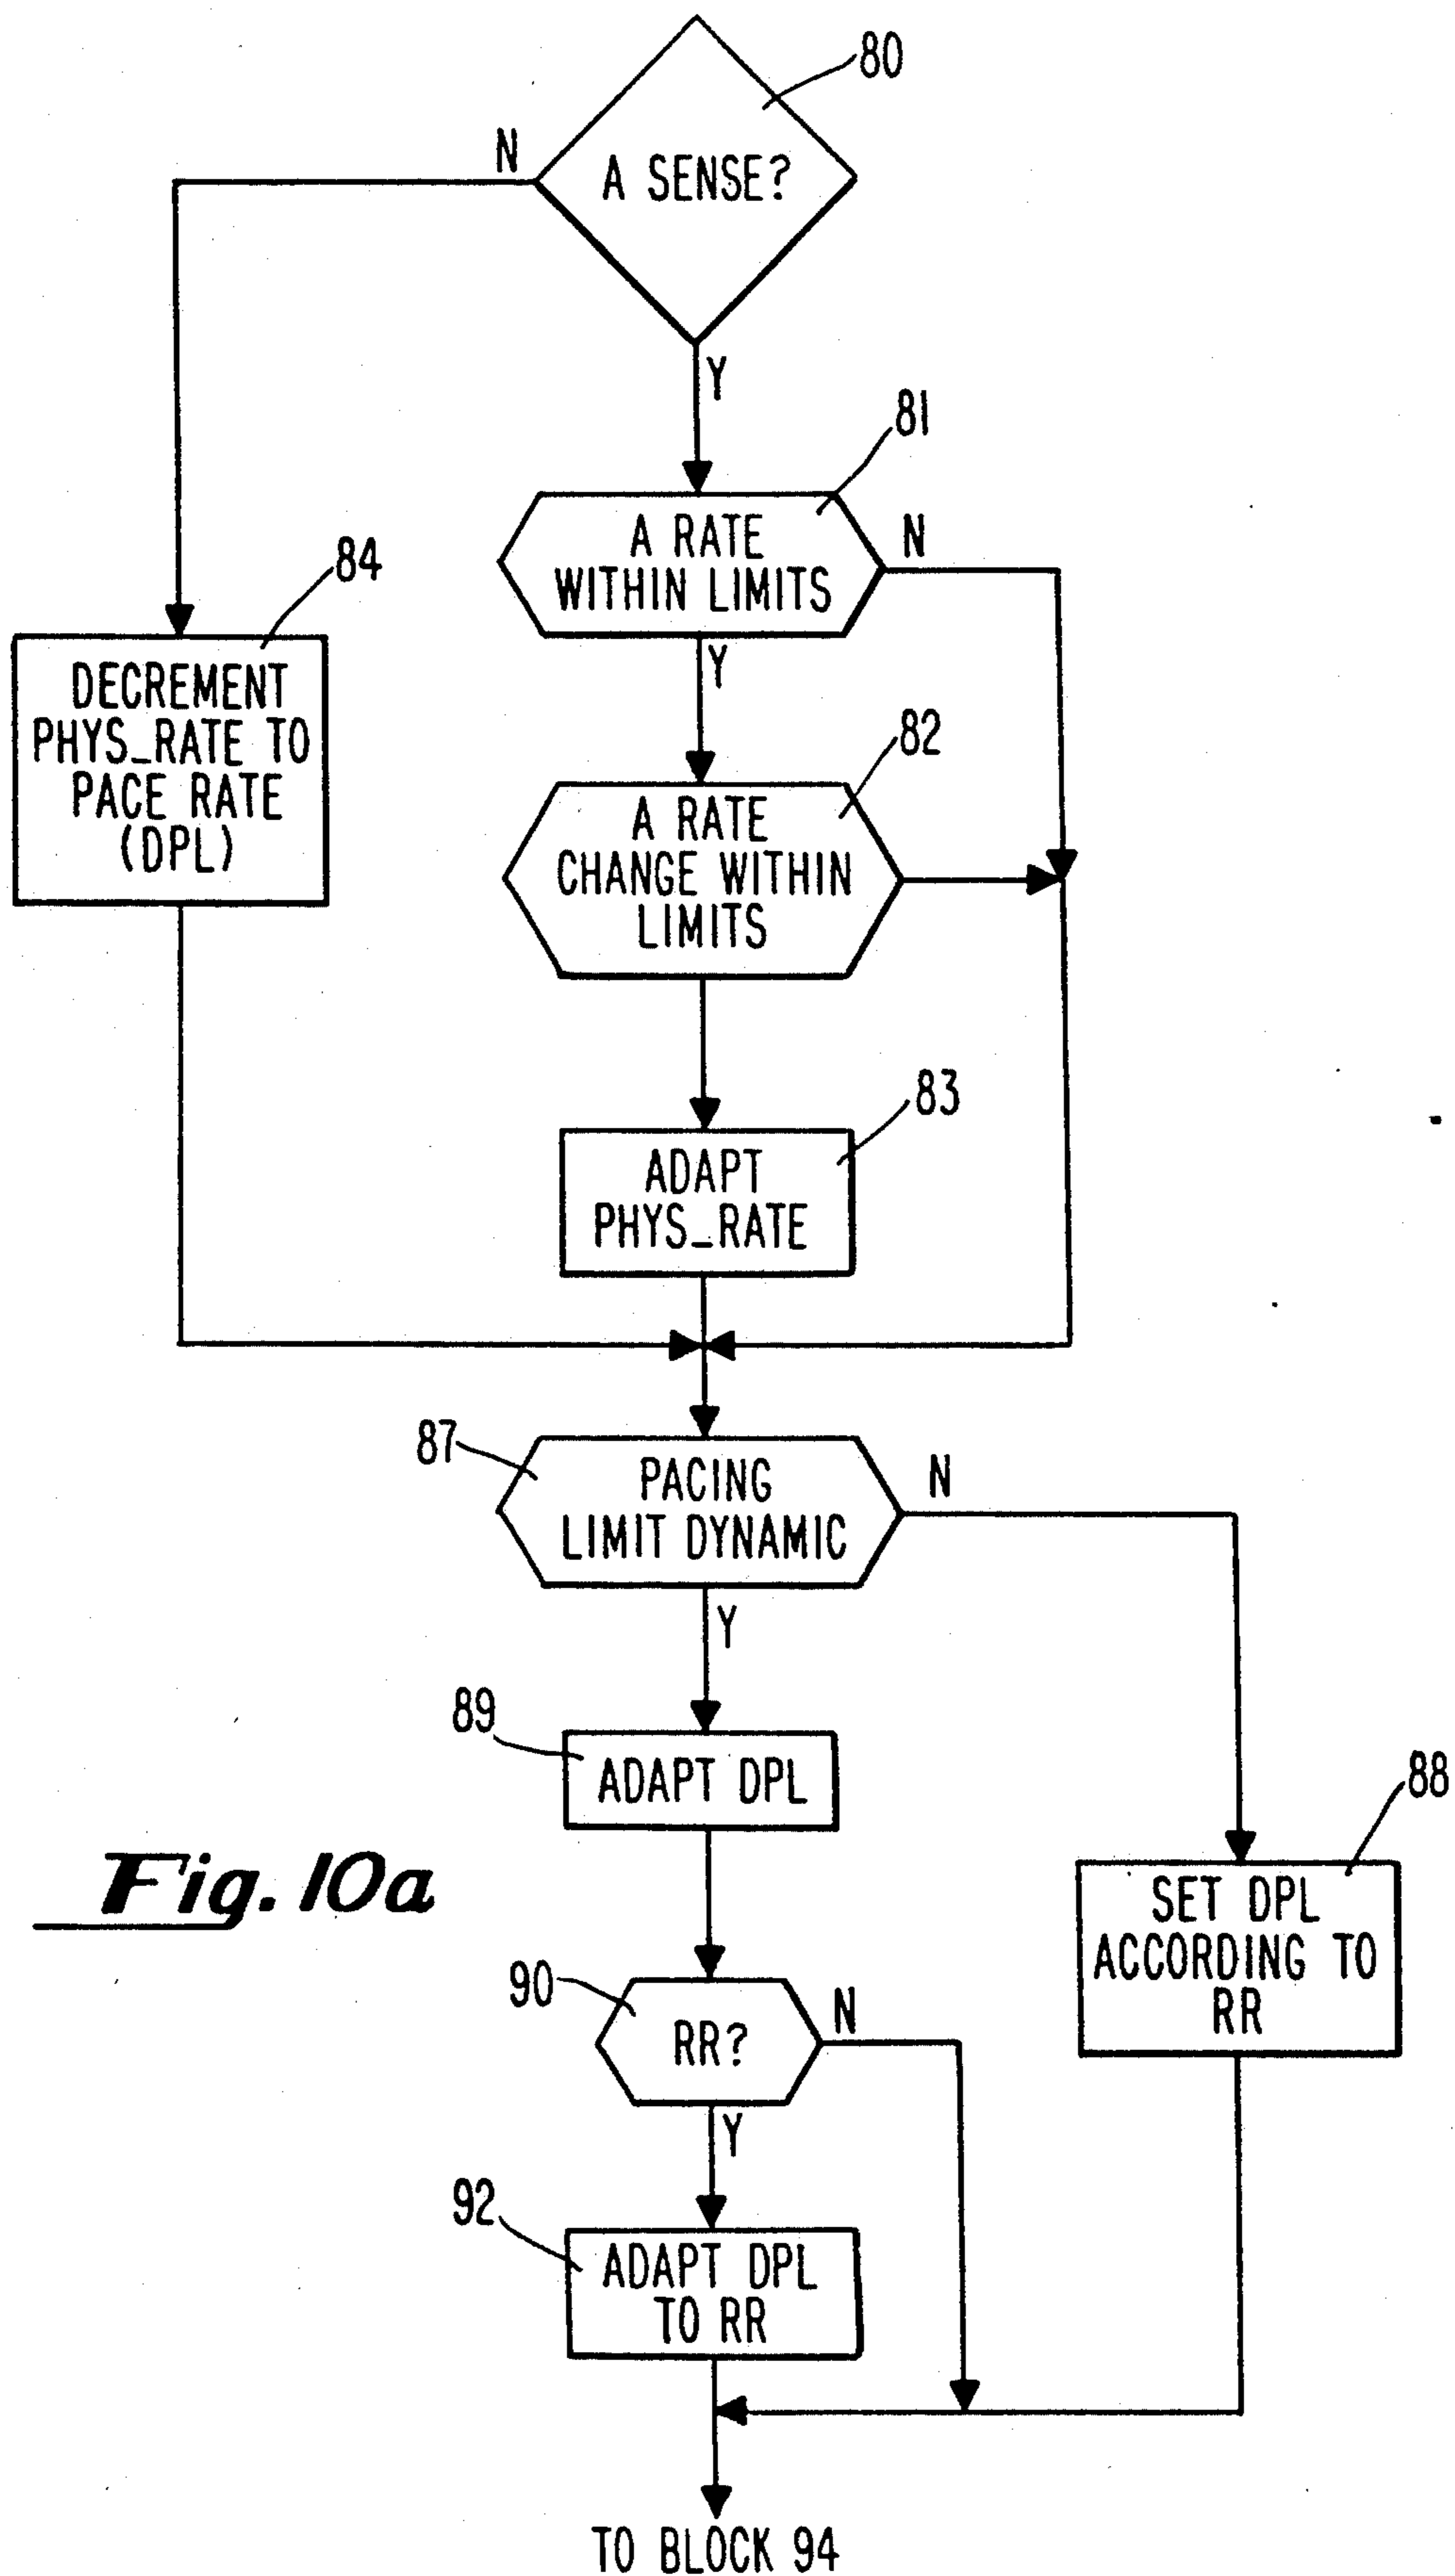 80
N
A SENSE?
Y
81
A RATE
WITHIN LIMITS
N
84
Y
DECREMENT
PHYS_RATE TO
PACE RATE
(DPL)
82
A RATE
CHANGE WITHIN
LIMITS
83
ADAPT
PHYS_RATE
87
PACING
LIMIT DYNAMIC
N
Y
89
ADAPT DPL
88
SET DPL
ACCORDING TO
RR
Fig. 10a
90
RR?
N
Y
92
ADAPT DPL
TO RR
TO BLOCK 94